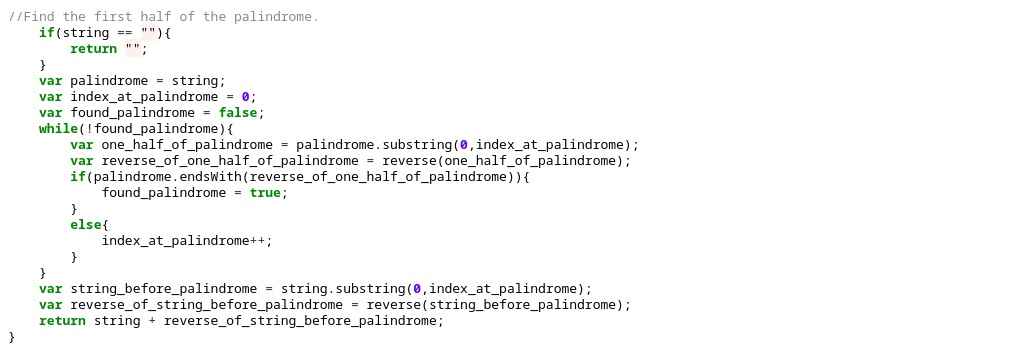 //Find the first half of the palindrome.
    if(string == ""){
        return "";
    }
    var palindrome = string;
    var index_at_palindrome = 0;
    var found_palindrome = false;
    while(!found_palindrome){
        var one_half_of_palindrome = palindrome.substring(0,index_at_palindrome);
        var reverse_of_one_half_of_palindrome = reverse(one_half_of_palindrome);
        if(palindrome.endsWith(reverse_of_one_half_of_palindrome)){
            found_palindrome = true;
        }
        else{
            index_at_palindrome++;
        }
    }
    var string_before_palindrome = string.substring(0,index_at_palindrome);
    var reverse_of_string_before_palindrome = reverse(string_before_palindrome);
    return string + reverse_of_string_before_palindrome;
}